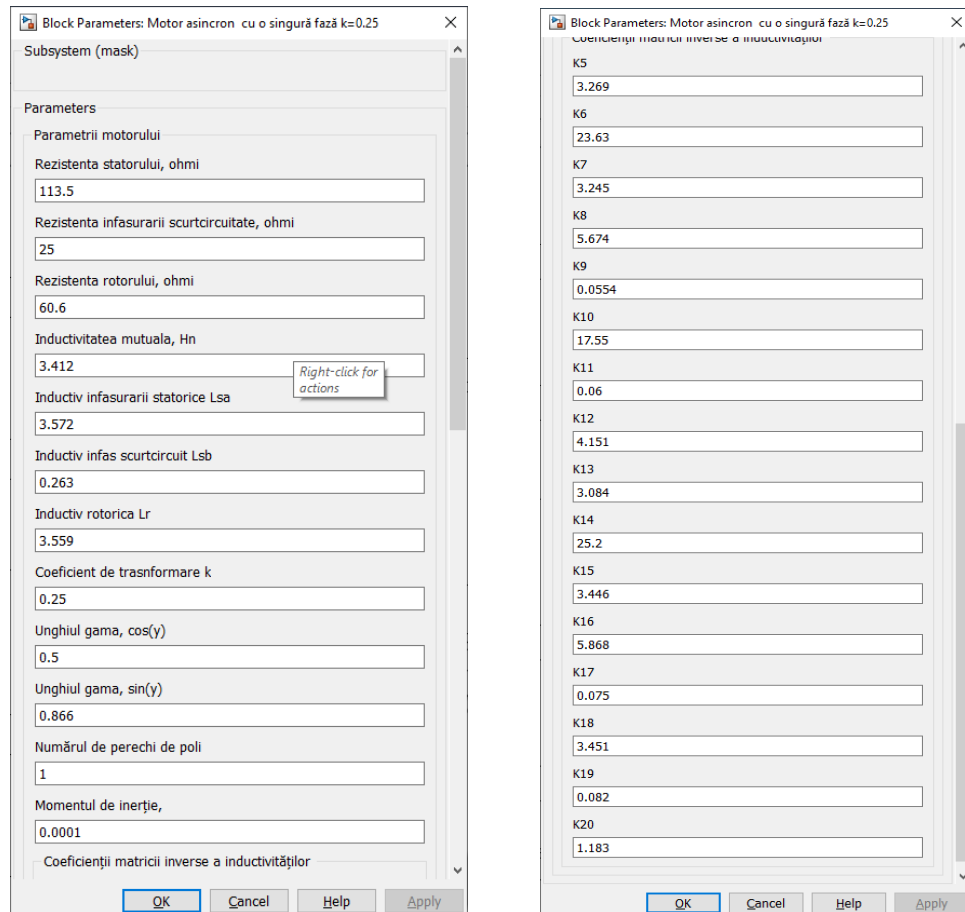 Block Parameters: Motor asincron cu o singură fază k=0.25
Subsystem (mask)
Parameters
Parametrii motorului
Rezistenta statorului, ohmi
113.5
Rezistenta infasurarii scurtcircuitate, ohmi
25
Rezistenta rotorului, ohmi
60.6
Inductivitatea mutuala, Hn
3.412
Right-click for
actions
Inductiv infasurarii statorice Lsa
3.572
Inductiv infas scurtcircuit Lsb
0.263
Inductiv rotorica Lr
3.559
Coeficient de trasnformare k
0.25
Unghiul gama, cos(y)
0.5
Unghiul gama, sin(y)
0.866
Numărul de perechi de poli
1
Momentul de inerție,
0.0001
Coeficienții matricii inverse a inductivităților
OK Cancel Help Apply
Block Parameters: Motor asincron cu o singură fază k=0.25
Coeficienții matricii inverse a inductivităților
K5
3.269
K6
23.63
K7
3.245
K8
5.674
K9
0.0554
K10
17.55
K11
0.06
K12
4.151
K13
3.084
K14
25.2
K15
3.446
K16
5.868
K17
0.075
K18
3.451
K19
0.082
K20
1.183
OK Cancel Help Apply